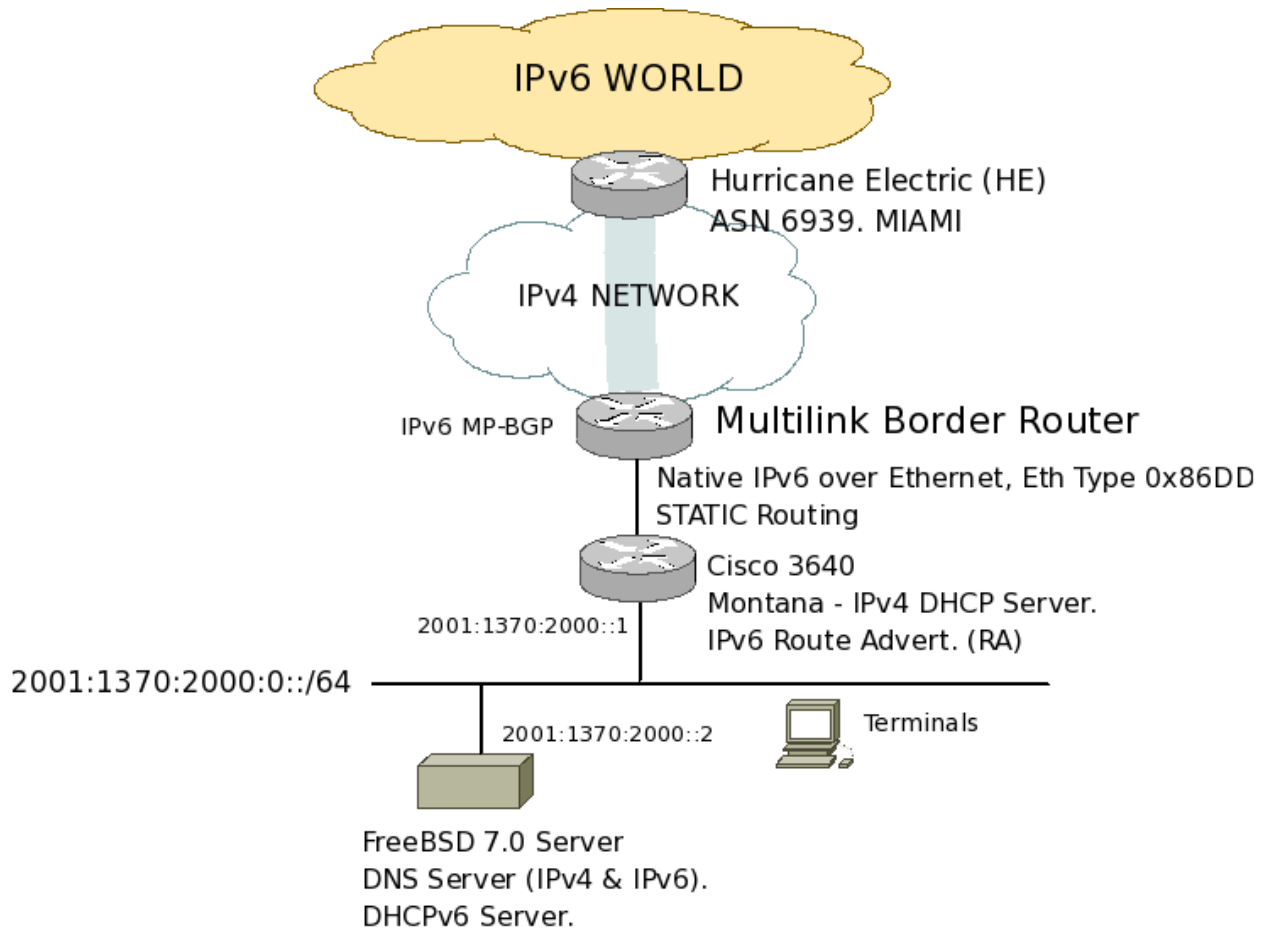 IPv6 WORLD
Hurricane Electric (HE)
ASN 6939. MIAMI
IPv4 NETWORK
IPv6 MP-BGP
Multilink Border Router
Native IPv6 over Ethernet, Eth Type 0x86DD
STATIC Routing
Cisco 3640
Montana - IPv4 DHCP Server.
IPv6 Route Advert. (RA)
2001:1370:2000::1
2001:1370:2000:0::/64
2001:1370:2000::2
Terminals
FreeBSD 7.0 Server
DNS Server (IPv4 & IPv6).
DHCPv6 Server.